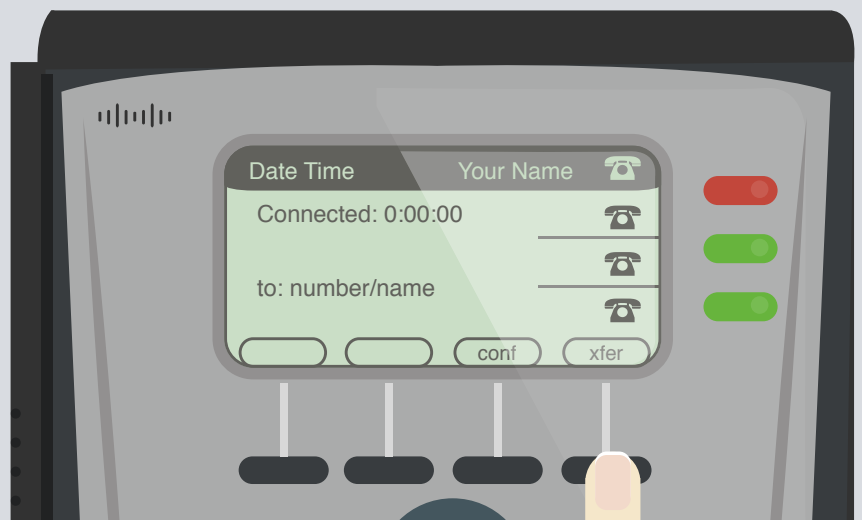 Date Time Your Name
Connected: 0:00:00
to: number/name
conf xfer